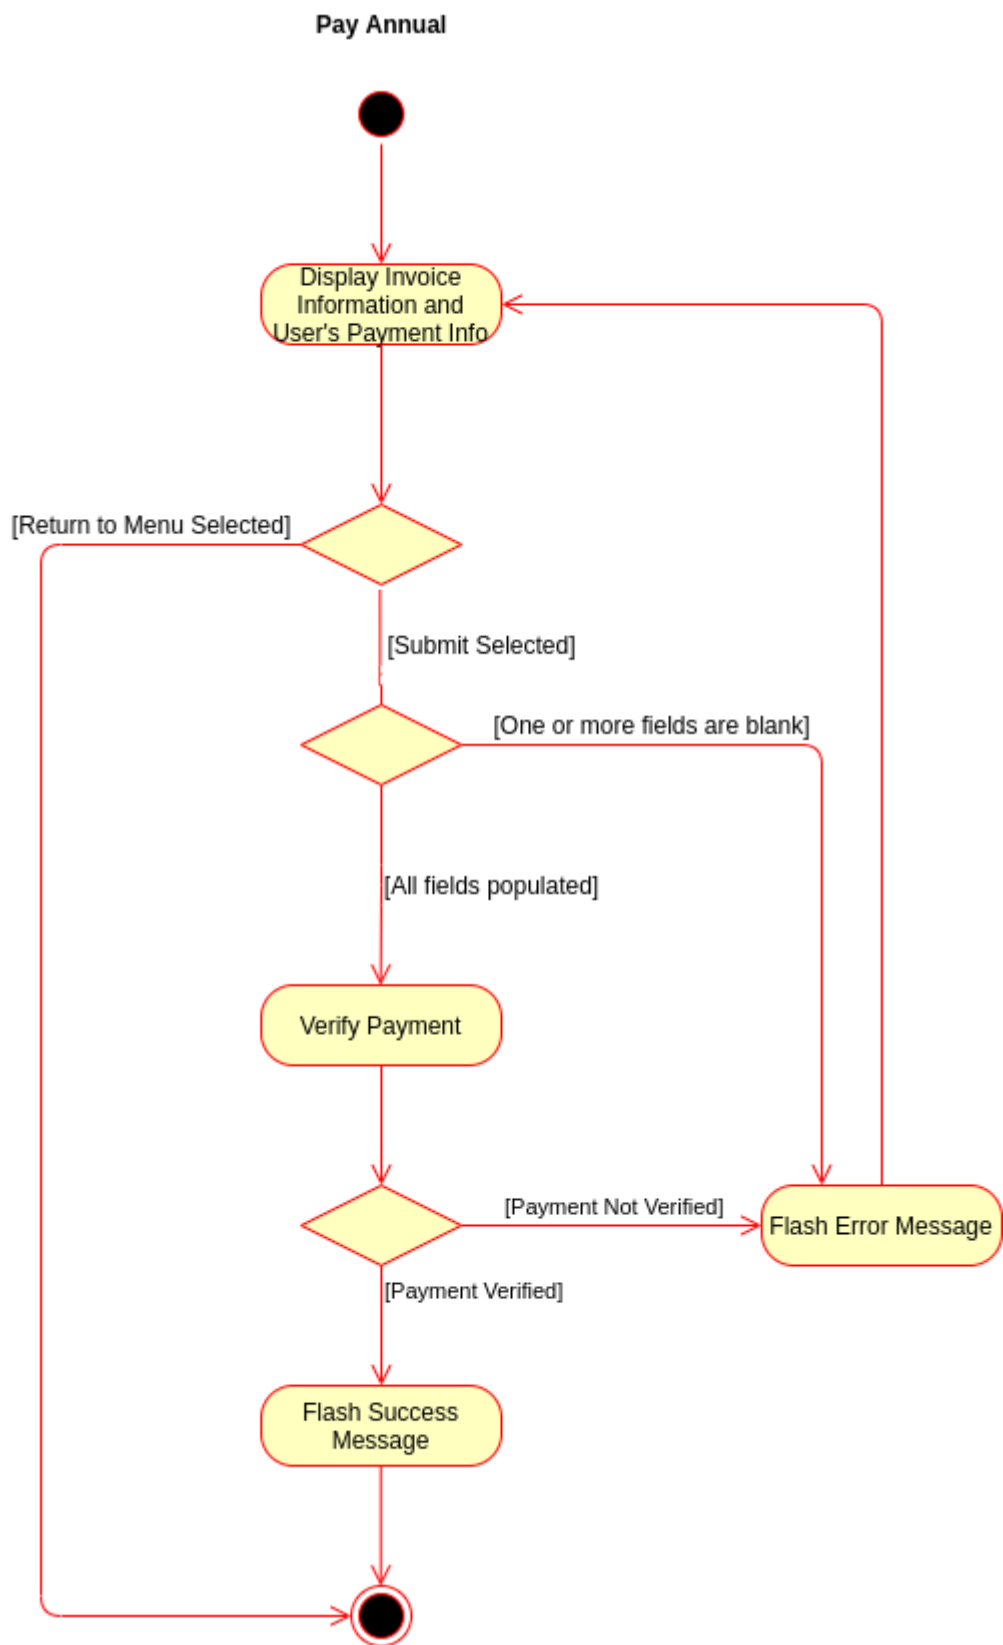 Pay Annual
Display Invoice
Information and
User's Payment Info
[Return to Menu Selected]
[Submit Selected]
[One or more fields are blank]
[All fields populated]
Verify Payment
[Payment Not Verified]
Flash Error Message
[Payment Verified]
Flash Success
Message